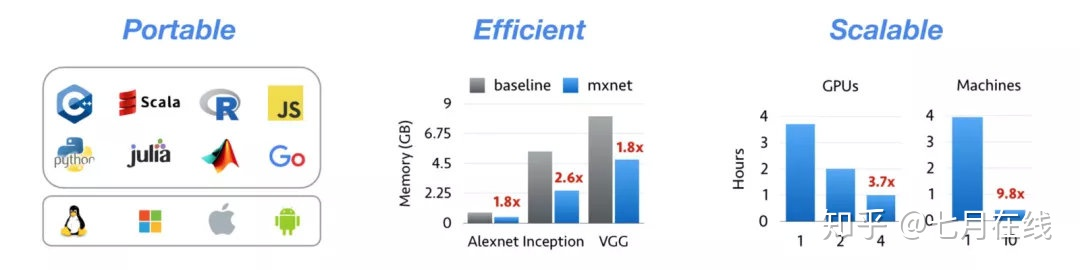 Portable
Efficient
Scalable
C++
Scala
R
JS
python
julia
Go
baseline
mxnet
Memory (GB)
9
6.75
4.5
2.25
0
1.8x
2.6x
1.8x
Alexnet Inception VGG
GPUs
Hours
4
3
2
1
0
3.7x
1 2 4
Machines
4
3
2
1
0
9.8x
1 10
知乎 @七月在线